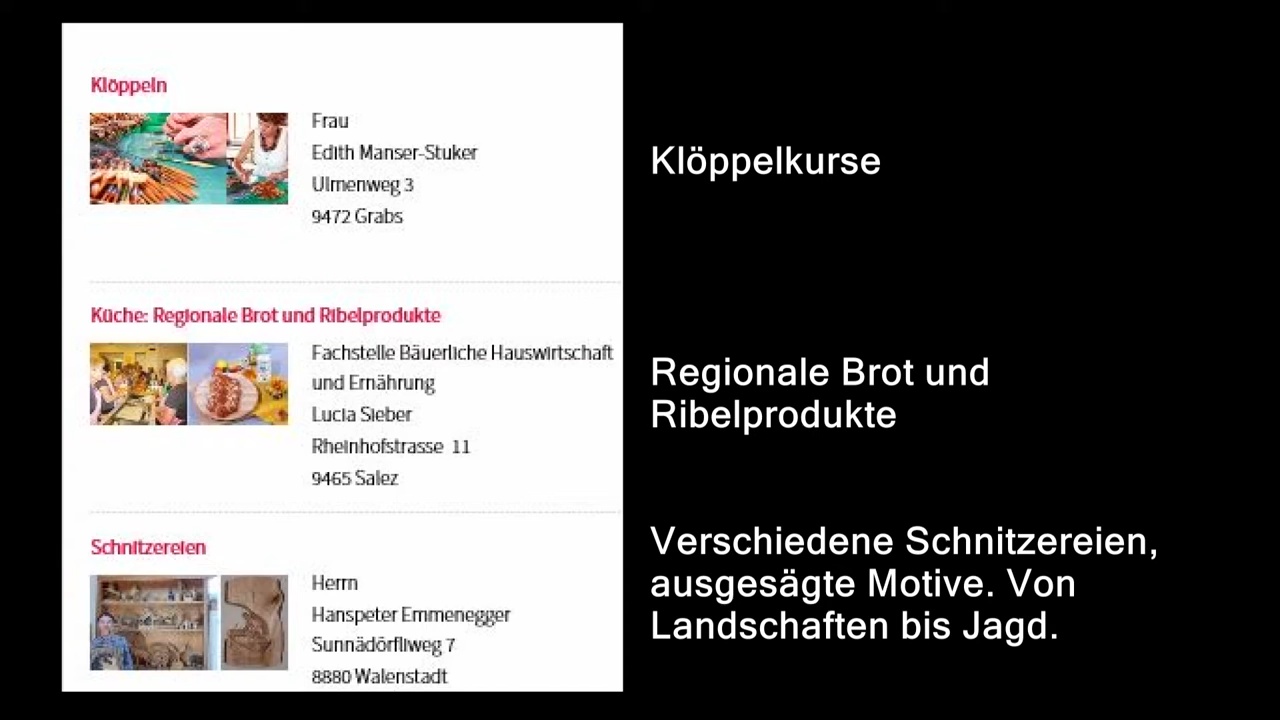 Klöppeln
Frau
Edith Manser-Stuker
Ulmenweg 3
9472 Grabs
Klöppelkurse
Küche: Regionale Brot und Ribelprodukte
Fachstelle Bäuerliche Hauswirtschaft
und Ernährung
Lucia Sieber
Rheinhofstrasse 11
9465 Salez
Regionale Brot und
Ribelprodukte
Schnitzereien
Herrn
Hanspeter Emmenegger
Sunnädörfliweg 7
8880 Walenstadt
Verschiedene Schnitzereien,
ausgesägte Motive. Von
Landschaften bis Jagd.